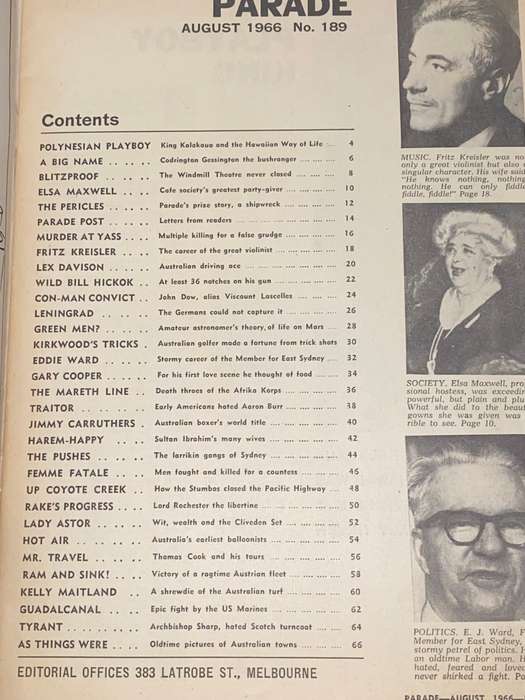 PARADE
AUGUST 1966 No. 189
Contents
POLYNESIAN PLAYBOY King Kalakaua and the Hawaiian Way of Life .. 4
A BIG NAME .. .. .. Codrington Gessington the bushranger .... .... .... 6
BLITZPROOF .. .. .. The Windmill Theatre never closed .... .... .... 8
ELSA MAXWELL .. .. Cafe society's greatest party-giver .... .... .... 10
THE PERICLES .. .. . Parade's prize story, a shipwreck .... .... .... 12
PARADE POST .. .. .. Letters from readers .... .... .... .... .... 14
MURDER AT YASS .. .. Multiple killing for a false grudge .... .... .... 16
FRITZ KREISLER .. .. The career of the great violinist .... .... .... 18
LEX DAVISON .. .. .. Australian driving ace .... .... .... .... .... 20
WILD BILL HICKOK .. At least 36 notches on his gun .... .... .... 22
CON-MAN CONVICT .. John Dow, alias Viscount Lascelles .... .... .... 24
LENINGRAD .. .. .. The Germans could not capture it .... .... .... 26
GREEN MEN? .. .. .. Amateur astronomer's theory, of life on Mars .... 28
KIRKWOOD'S TRICKS . Australian golfer made a fortune from trick shots 30
EDDIE WARD .. .. .. Stormy career of the Member for East Sydney .. 32
GARY COOPER .. .. .. For his first love scene he thought of food .... 34
THE MARETH LINE .. Death throes of the Afrika Korps .... .... .... 36
TRAITOR .. .. .. .. Early Americans hated Aaron Burr .... .... .... 38
JIMMY CARRUTHERS . Australian boxer's world title .... .... .... .... 40
HAREM-HAPPY .. .. Sultan Ibrahim's many wives .... .... .... .... 42
THE PUSHES .. .. .. The larrikin gangs of Sydney .... .... .... .... 44
FEMME FATALE .. .. Men fought and killed for a countess .... .... 46
UP COYOTE CREEK .. How the Stumbos closed the Pacific Highway .... 48
RAKE'S PROGRESS .. .. Lord Rochester the libertine .... .... .... .... 50
LADY ASTOR .. .. .. Wit, wealth and the Cliveden Set .... .... .... 52
HOT AIR .. .. .. .. Australia's earliest balloonists .... .... .... .... 54
MR. TRAVEL .. .. .. Thomas Cook and his tours .... .... .... .... 56
RAM AND SINK! .. .. Victory of a ragtime Austrian fleet .... .... .... 58
KELLY MAITLAND .. A shrewdie of the Australian turf .... .... .... 60
GUADALCANAL .. .. Epic fight by the US Marines .... .... .... .... 62
TYRANT .. .. .. .. Archbishop Sharp, hated Scotch turncoat .... .... 64
AS THINGS WERE .. .. Oldtime pictures of Australian towns .... .... 66
EDITORIAL OFFICES 383 LATROBE ST., MELBOURNE
MUSIC. Fritz Kreisler was no
only a great violinist but also
singular character. His wife said
"He knows nothing, nothing
nothing. He can only fiddle
fiddle, fiddle!" Page 18.
SOCIETY. Elsa Maxwell, pro
sional hostess, was exceedin
powerful, but plain and plu
What she did to the beaut
gowns she was given was
rible to see. Page 10.
POLITICS. E. J. Ward, F
Member for East Sydney,
stormy petrel of politics. H
an oldtime Labor man. H
hated, feared and loved
never shirked a fight. Pa
PARADE—AUGUST, 1966—